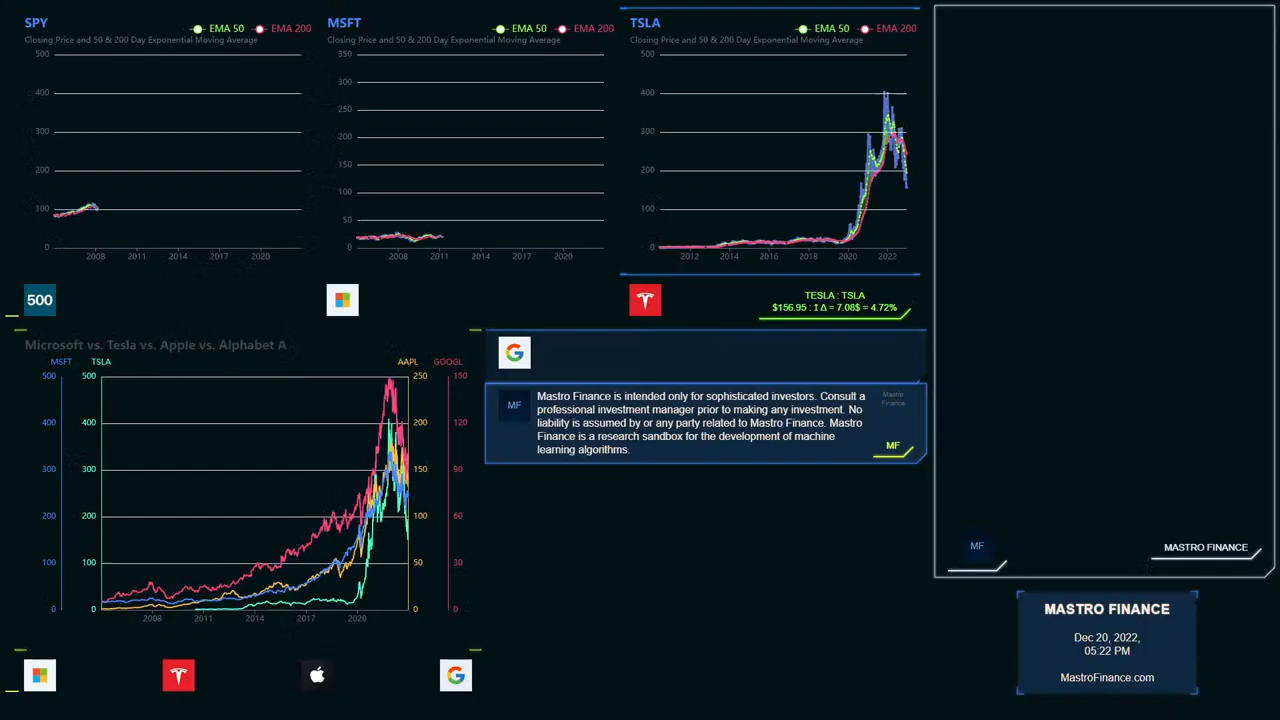 SPY
EMA 50
EMA 200
Closing Price and 50 & 200 Day Exponential Moving Average
500
400
300
200
100
0
2008
2011
2014
2017
2020
500
MSFT
EMA 50
EMA 200
Closing Price and 50 & 200 Day Exponential Moving Average
350
300
250
200
150
100
50
0
2008
2011
2014
2017
2020
TSLA
EMA 50
EMA 200
Closing Price and 50 & 200 Day Exponential Moving Average
500
400
300
200
100
0
2012
2014
2016
2018
2020
2022
TESLA : TSLA
$156.95 : ↥ Δ = 7.08$ = 4.72%
Microsoft vs. Tesla vs. Apple vs. Alphabet A
MSFT
TSLA
AAPL
GOOGL
500
400
300
200
100
0
500
400
300
200
100
0
250
200
150
100
50
0
150
120
90
60
30
0
2008
2011
2014
2017
2020
G
G
MF
Mastro Finance is intended only for sophisticated investors. Consult a
professional investment manager prior to making any investment. No
liability is assumed by or any party related to Mastro Finance. Mastro
Finance is a research sandbox for the development of machine
learning algorithms.
Mastro
Finance
MF
MF
MASTRO FINANCE
MASTRO FINANCE
Dec 20, 2022,
05:22 PM
MastroFinance.com